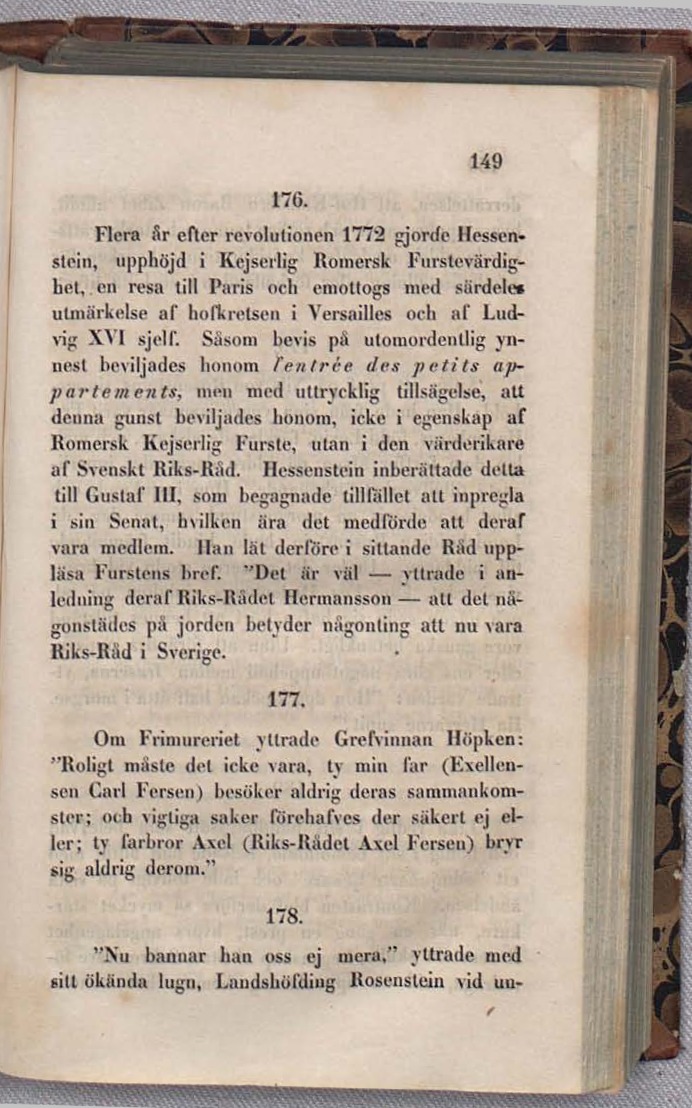 149
176.
Flera år efter revolutionen 1772 gjorde Hessen-
stein, upphöjd i Kejserlig Romersk Furstevärdig-
het, en resa till Paris och emottogs med särdeles
utmärkelse af hofkretsen i Versailles och af Lud-
vig XVI sjelf. Såsom bevis på utomordentlig yn-
nest beviljades honom l'entrée des petits ap-
partements, men med uttrycklig tillsägelse, att
denna gunst beviljades honom, icke i egenskap af
Romersk Kejserlig Furste, utan i den värderikare
af Svenskt Riks-Råd. Hessenstein inberättade detta
till Gustaf III, som begagnade tillfället att inpregla
i sin Senat, hvilken ära det medförde att deraf
vara medlem. Han lät derföre i sittande Råd upp-
läsa Furstens bref. ”Det är väl — yttrade i an-
ledning deraf Riks-Rådet Hermansson — att det nå-
gonstädes på jorden betyder någonting att nu vara
Riks-Råd i Sverige.
177.
Om Frimureriet yttrade Grefvinnan Höpken:
”Roligt måste det icke vara, ty min far (Exellen-
sen Carl Fersen) besöker aldrig deras sammankom-
ster; och vigtiga saker förehafves der säkert ej el-
ler; ty farbror Axel (Riks-Rådet Axel Fersen) bryr
sig aldrig derom.”
178.
”Nu bannar han oss ej mera,” yttrade med
sitt ökända lugn, Landshöfding Rosenstein vid un-